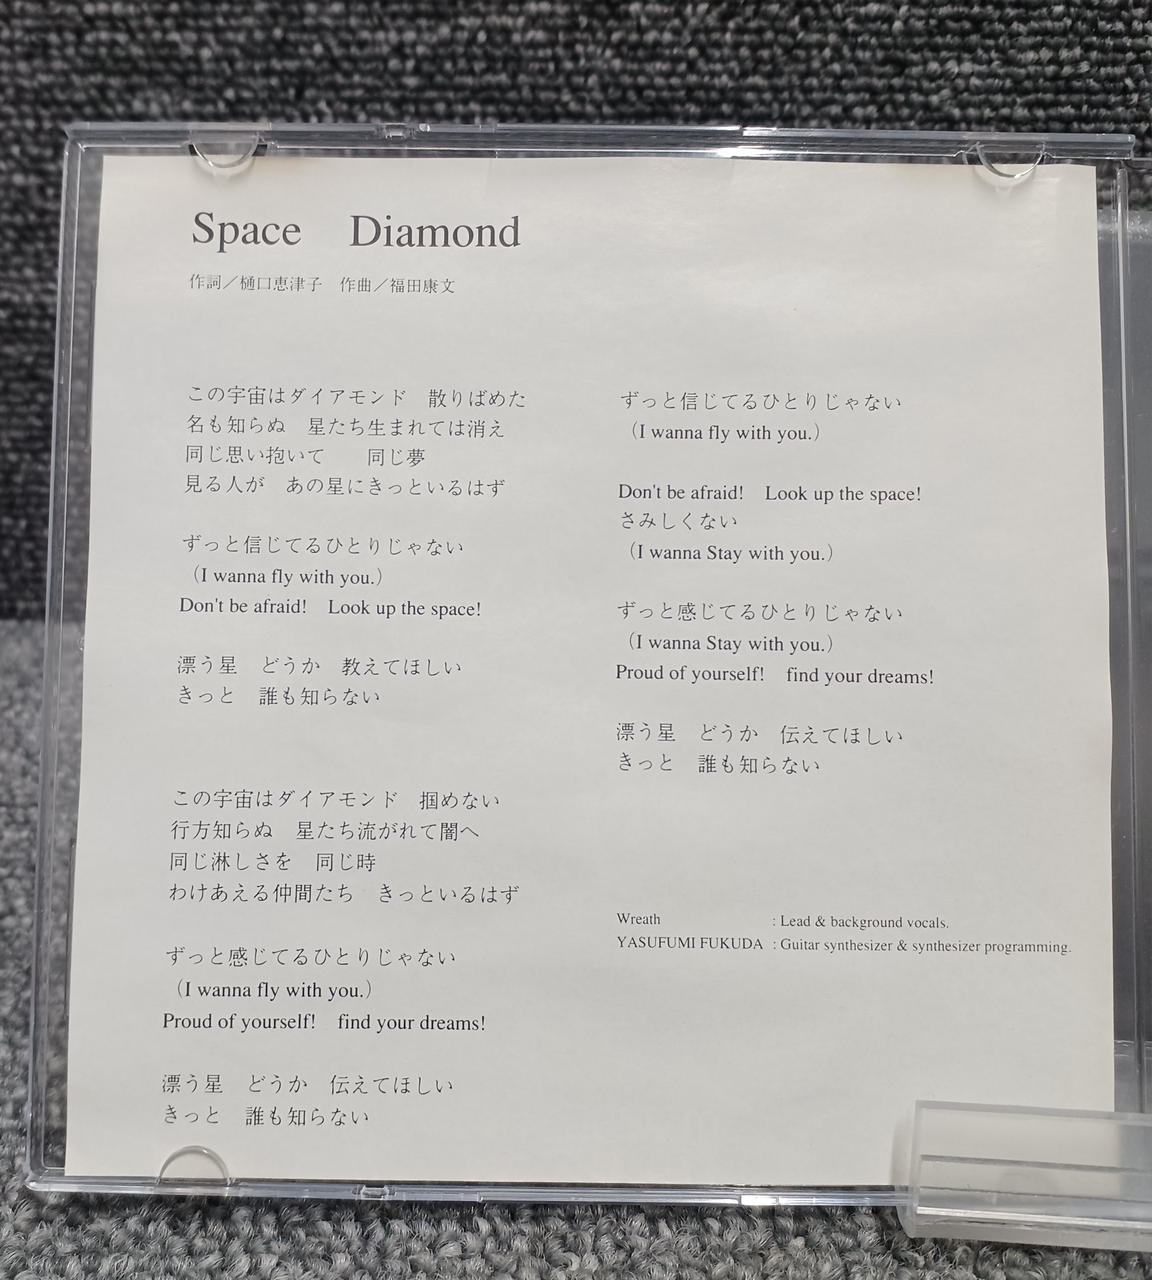 Space　Diamond
作詞／樋口恵津子　作曲／福田康文
この宇宙はダイアモンド　散りばめた
名も知らぬ　星たち生まれては消え
同じ思い抱いて　　同じ夢
見る人が　あの星にきっといるはず
ずっと信じてるひとりじゃない
（I wanna fly with you.）
Don't be afraid!　Look up the space!
漂う星　どうか　教えてほしい
きっと　誰も知らない
この宇宙はダイアモンド　掴めない
行方知らぬ　星たち流がれて闇へ
同じ淋しさを　同じ時
わけあえる仲間たち　きっといるはず
ずっと感じてるひとりじゃない
（I wanna fly with you.）
Proud of yourself!　find your dreams!
漂う星　どうか　伝えてほしい
きっと　誰も知らない
ずっと信じてるひとりじゃない
（I wanna fly with you.）
Don't be afraid!　Look up the space!
さみしくない
（I wanna Stay with you.）
ずっと感じてるひとりじゃない
（I wanna Stay with you.）
Proud of yourself!　find your dreams!
漂う星　どうか　伝えてほしい
きっと　誰も知らない
Wreath : Lead & background vocals.
YASUFUMI FUKUDA : Guitar synthesizer & synthesizer programming.